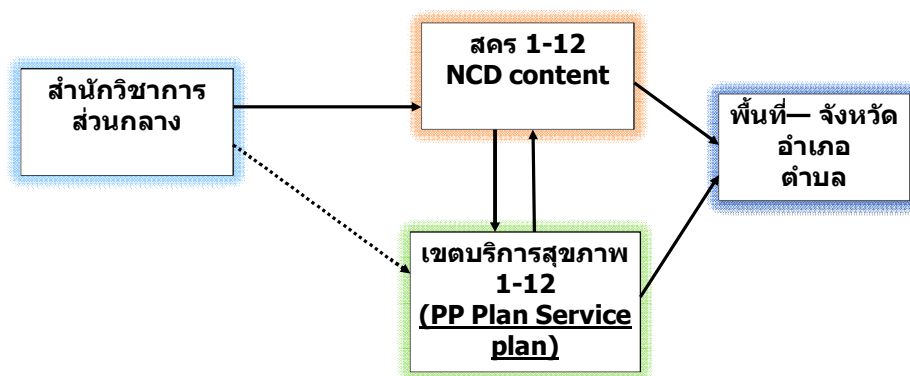 สำนักวิชาการ
ส่วนกลาง
สคร 1-12
NCD content
เขตบริการสุขภาพ
1-12
(PP Plan Service
plan)
พื้นที่— จังหวัด
อำเภอ
ตำบล